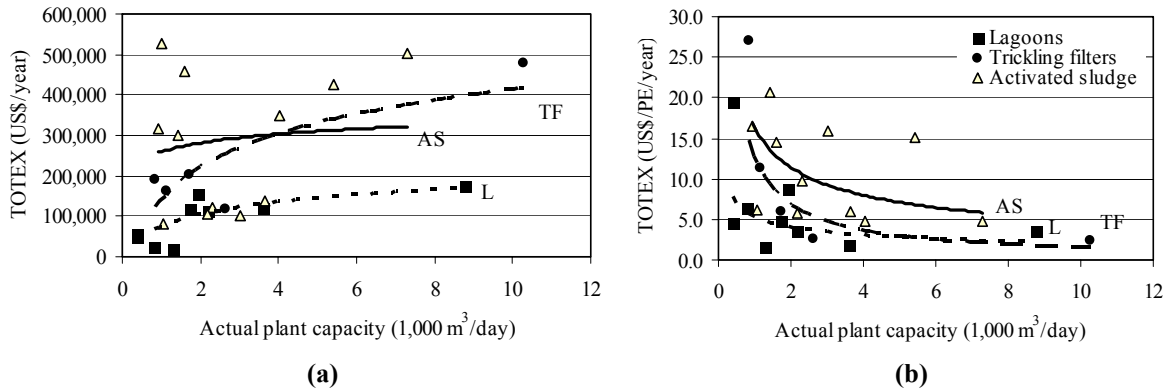 TOTEX (US$/year)
600,000
500,000
400,000
300,000
200,000
100,000
0
TF
AS
L
0 2 4 6 8 10 12
Actual plant capacity (1,000 m³/day)
(a)
TOTEX (US$/PE/year)
30.0
25.0
20.0
15.0
10.0
5.0
0.0
Lagoons
Trickling filters
Activated sludge
AS
L
TF
0 2 4 6 8 10 12
Actual plant capacity (1,000 m³/day)
(b)